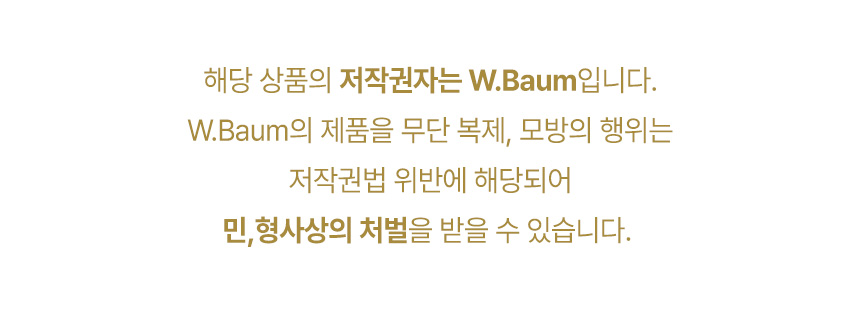 해당 상품의 저작권자는 W.Baum입니다.
W.Baum의 제품을 무단 복제, 모방의 행위는
저작권법 위반에 해당되어
민,형사상의 처벌을 받을 수 있습니다.